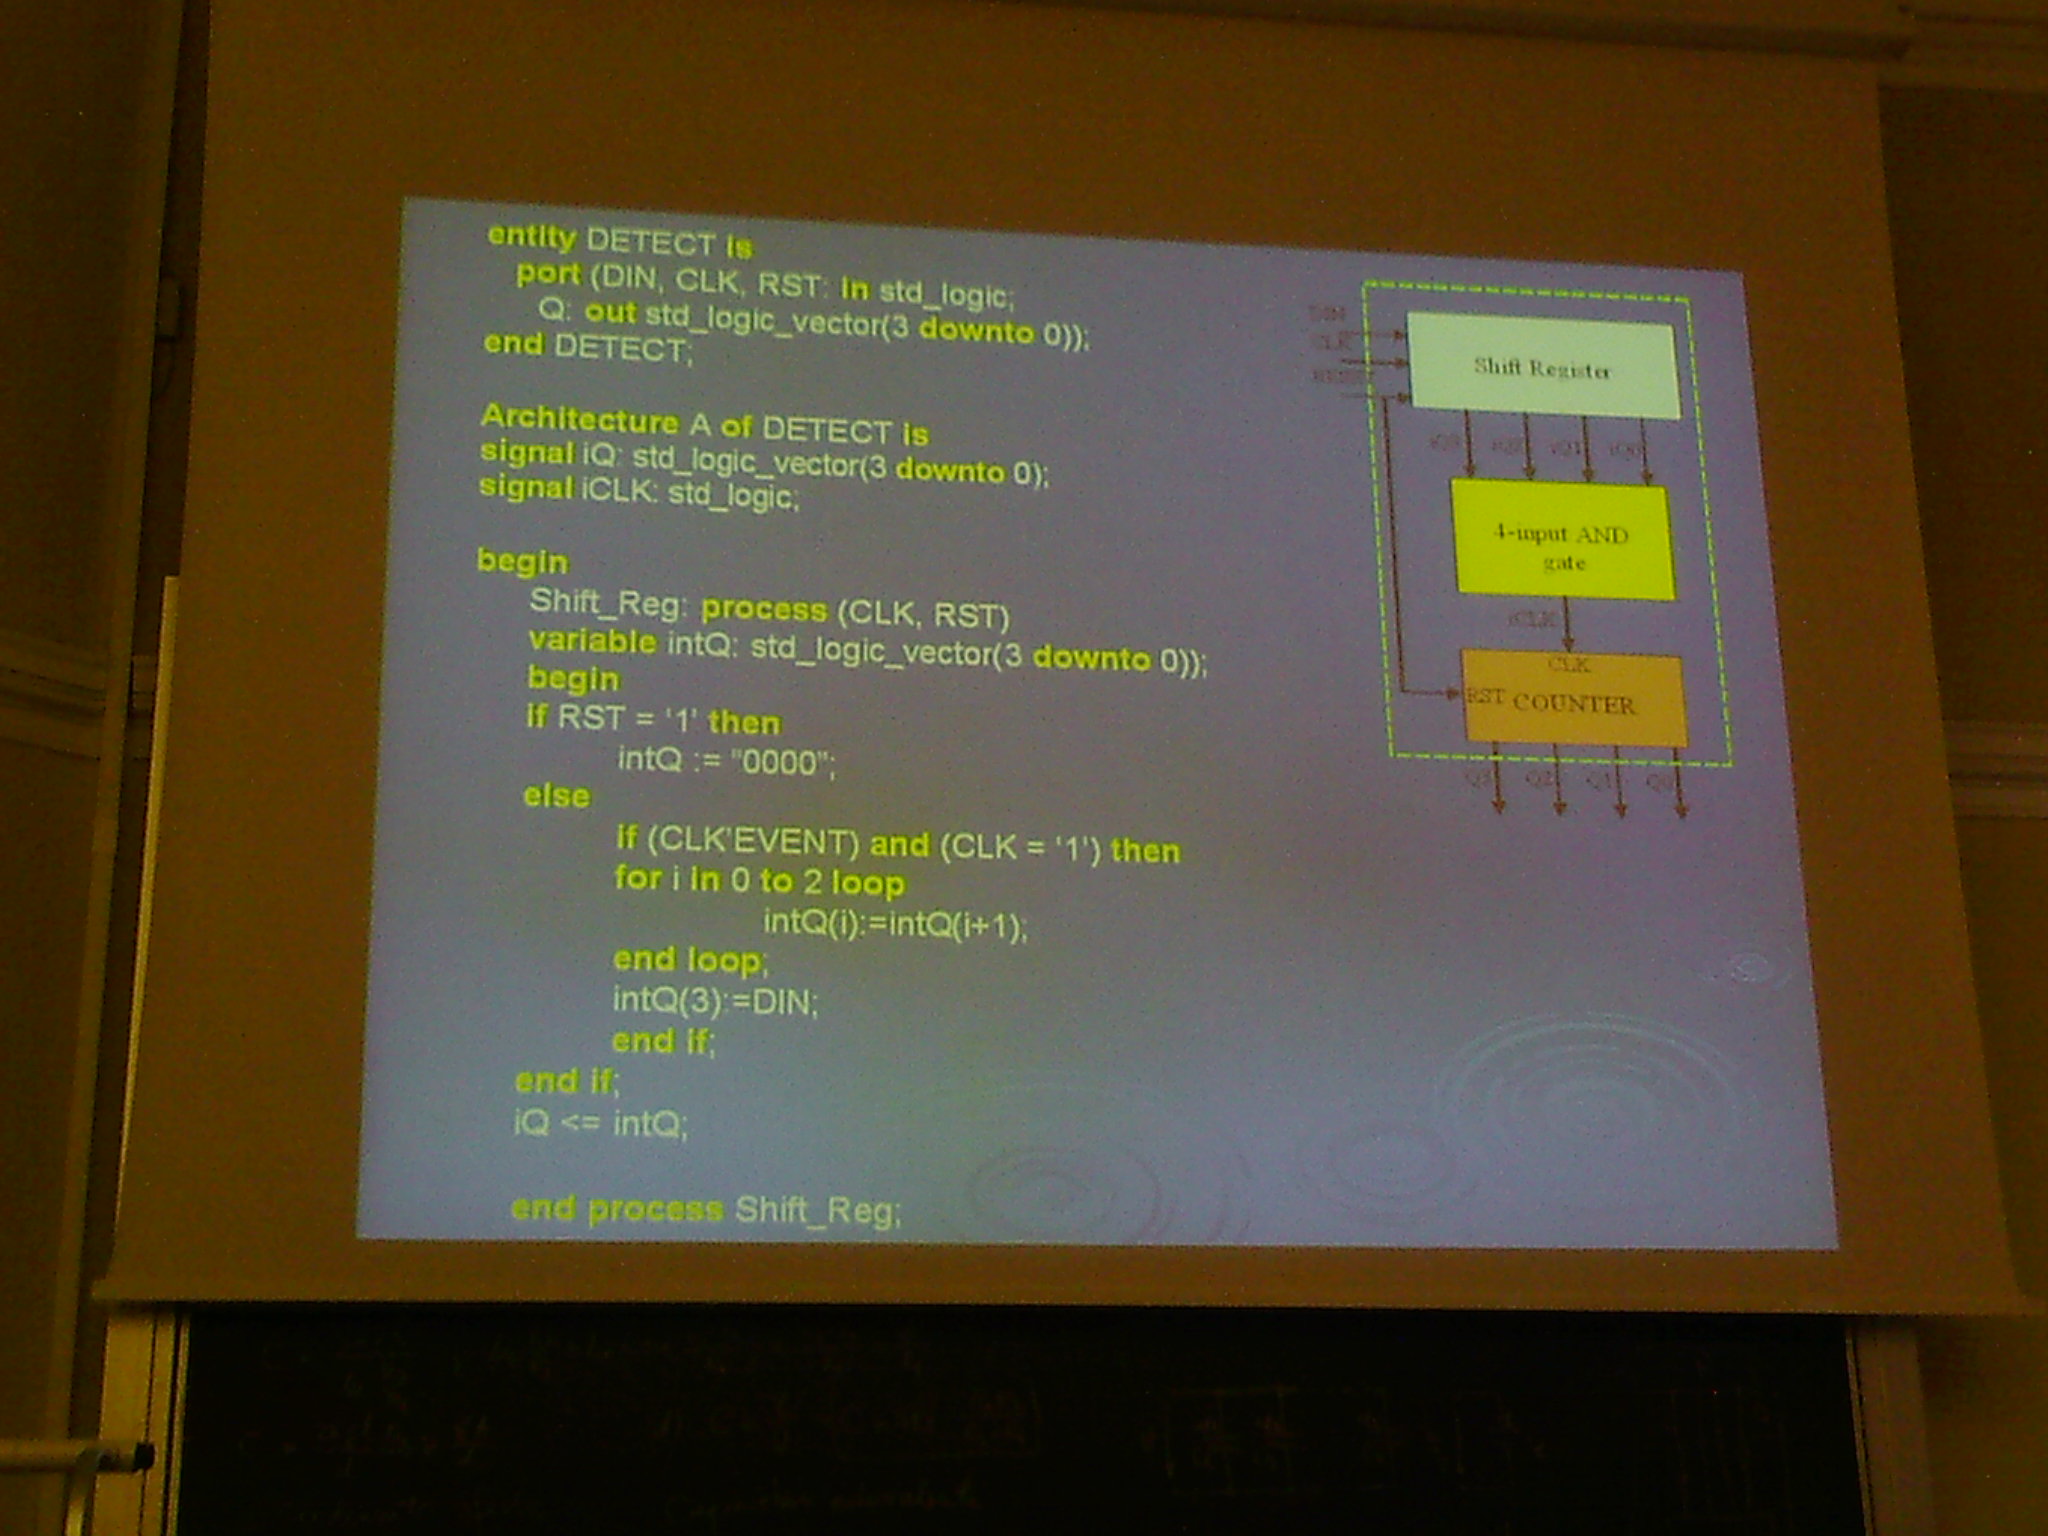 entity DETECT is
port (DIN, CLK, RST: in std_logic;
Q: out std_logic_vector(3 downto 0));
end DETECT;
Architecture A of DETECT is
signal iQ: std_logic_vector(3 downto 0);
signal iCLK: std_logic;
begin
Shift_Reg: process (CLK, RST)
variable intQ: std_logic_vector(3 downto 0));
begin
if RST = ‘1’ then
intQ := “0000”;
else
if (CLK’EVENT) and (CLK = ‘1’) then
for i in 0 to 2 loop
intQ(i):=intQ(i+1);
end loop;
intQ(3):=DIN;
end if;
end if;
iQ <= intQ;
end process Shift_Reg;
DIN
CLK
Shift Register
iQ3 iQ2 iQ1 iQ0
4-input AND
gate
iCLK
CLK
RST COUNTER
Q3 Q2 Q1 Q0